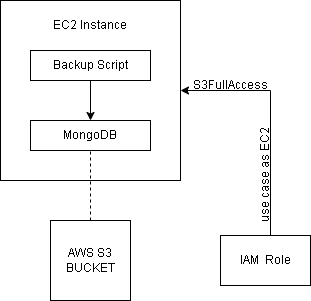 EC2 Instance
Backup Script
S3FullAccess
MongoDB
use case as EC2
AWS S3
BUCKET
IAM Role